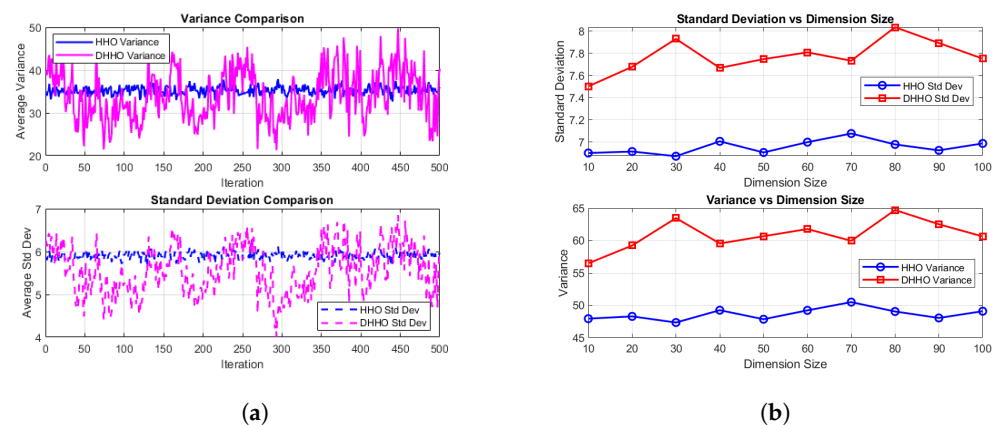 Variance Comparison
50
40
30
20
Average Variance
HHO Variance
DHHO Variance
0 50 100 150 200 250 300 350 400 450 500
Iteration
Standard Deviation Comparison
7
6
5
4
Average Std Dev
HHO Std Dev
DHHO Std Dev
0 50 100 150 200 250 300 350 400 450 500
Iteration
(a)
Standard Deviation vs Dimension Size
8
7.8
7.6
7.4
7.2
7
Standard Deviation
HHO Std Dev
DHHO Std Dev
10 20 30 40 50 60 70 80 90 100
Dimension Size
Variance vs Dimension Size
65
60
55
50
45
Variance
HHO Variance
DHHO Variance
10 20 30 40 50 60 70 80 90 100
Dimension Size
(b)